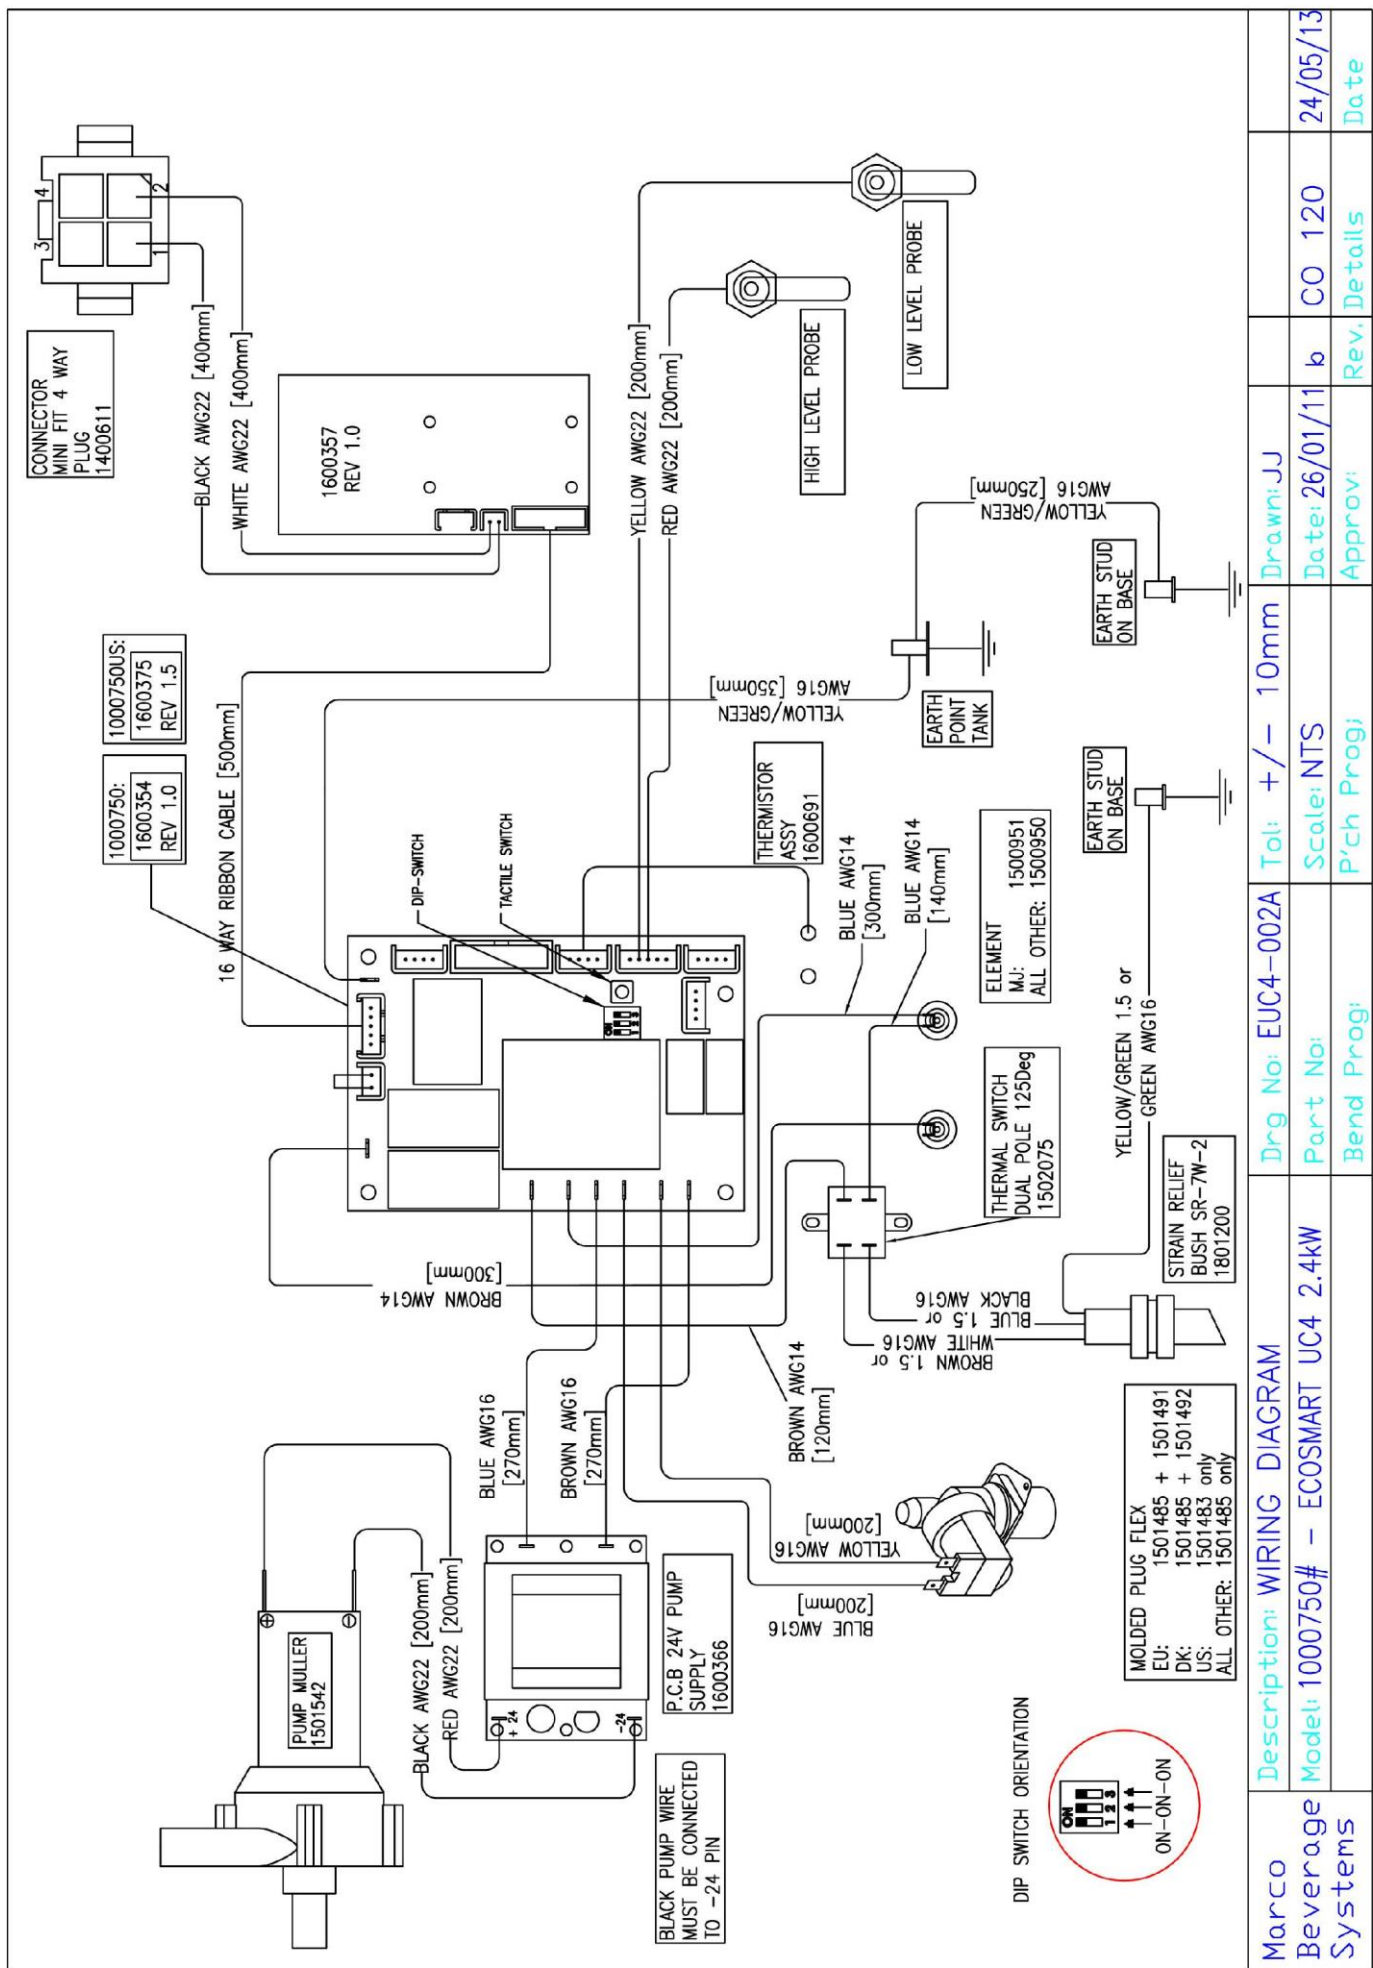 CONNECTOR
MINI FIT 4 WAY
PLUG
1400611
3
4
1
2
BLACK AWG22 [400mm]
WHITE AWG22 [400mm]
1600357
REV 1.0
1000750:
1600354
REV 1.0
1000750US:
1600375
REV 1.5
16 WAY RIBBON CABLE [500mm]
DIP-SWITCH
TACTILE SWITCH
ON
1 2 3
YELLOW AWG22 [200mm]
RED AWG22 [200mm]
HIGH LEVEL PROBE
LOW LEVEL PROBE
YELLOW/GREEN
AWG16 [350mm]
YELLOW/GREEN
AWG16 [250mm]
EARTH
POINT
TANK
EARTH STUD
ON BASE
EARTH STUD
ON BASE
THERMISTOR
ASSY
1600691
BLUE AWG14
[300mm]
BLUE AWG14
[140mm]
ELEMENT
MJ: 1500951
ALL OTHER: 1500950
THERMAL SWITCH
DUAL POLE 125Deg
1502075
YELLOW/GREEN 1.5 or
GREEN AWG16
STRAIN RELIEF
BUSH SR-7W-2
1801200
BROWN AWG14
[300mm]
BROWN AWG14
[120mm]
BROWN 1.5 or
WHITE AWG16
BLUE 1.5 or
BLACK AWG16
PUMP MULLER
1501542
BLACK AWG22 [200mm]
RED AWG22 [200mm]
BLUE AWG16
[270mm]
BROWN AWG16
[270mm]
+ 24
-24
P.C.B 24V PUMP
SUPPLY
1600366
BLACK PUMP WIRE
MUST BE CONNECTED
TO -24 PIN
YELLOW AWG16
[200mm]
BLUE AWG16
[200mm]
MOLDED PLUG FLEX
EU: 1501485 + 1501491
DK: 1501485 + 1501492
US: 1501483 only
ALL OTHER: 1501485 only
DIP SWITCH ORIENTATION
ON
1 2 3
ON-ON-ON
Marco
Beverage
Systems
Description: WIRING DIAGRAM
Model: 1000750# - ECOSMART UC4 2.4kW
Drg No: EUC4-002A
Part No:
Bend Prog:
Tol: +/- 10mm
Scale: NTS
P'ch Prog:
Drawn: JJ
Date: 26/01/11
Approv:
b
Rev.
CO 120
Details
24/05/13
Date